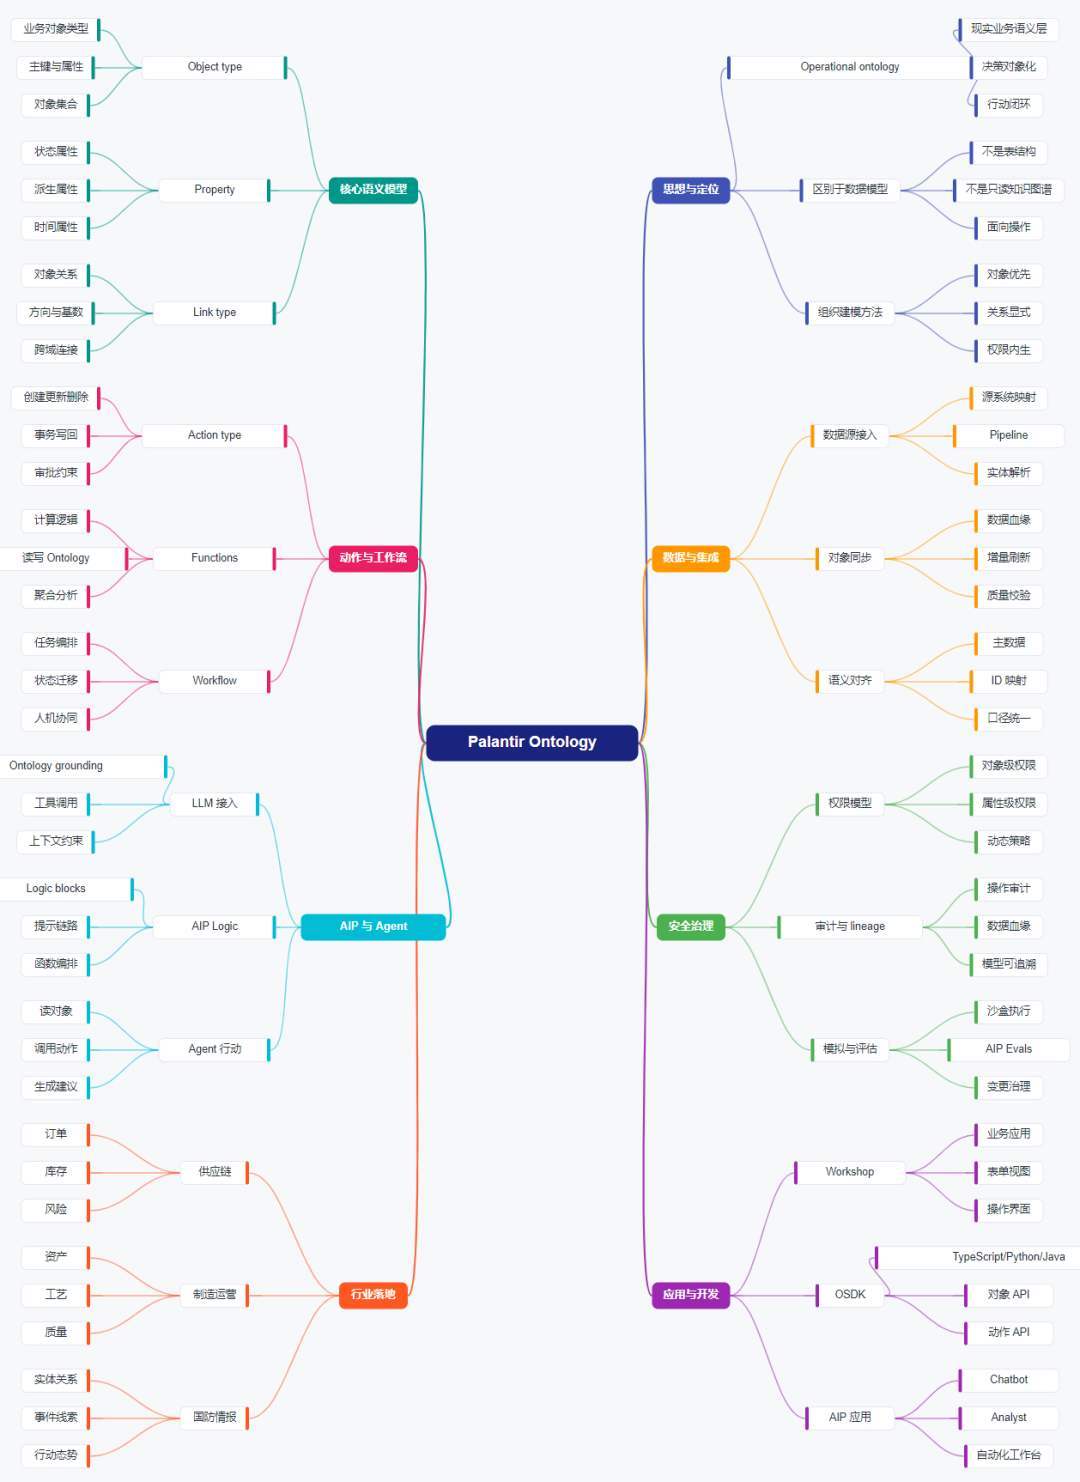 Palantir Ontology
思想与定位
Operational ontology
现实业务语义层
决策对象化
行动闭环
区别于数据模型
不是表结构
不是只读知识图谱
面向操作
组织建模方法
对象优先
关系显式
权限内生
数据与集成
数据源接入
源系统映射
Pipeline
实体解析
对象同步
数据血缘
增量刷新
质量校验
语义对齐
主数据
ID 映射
口径统一
安全治理
权限模型
对象级权限
属性级权限
动态策略
审计与 lineage
操作审计
数据血缘
模型可追溯
模拟与评估
沙盒执行
AIP Evals
变更治理
应用与开发
Workshop
业务应用
表单视图
操作界面
OSDK
TypeScript/Python/Java
对象 API
动作 API
AIP 应用
Chatbot
Analyst
自动化工作台
核心语义模型
Object type
业务对象类型
主键与属性
对象集合
Property
状态属性
派生属性
时间属性
Link type
对象关系
方向与基数
跨域连接
动作与工作流
Action type
创建更新删除
事务写回
审批约束
Functions
计算逻辑
读写 Ontology
聚合分析
Workflow
任务编排
状态迁移
人机协同
AIP 与 Agent
LLM 接入
Ontology grounding
工具调用
上下文约束
AIP Logic
Logic blocks
提示链路
函数编排
Agent 行动
读对象
调用动作
生成建议
行业落地
供应链
订单
库存
风险
制造运营
资产
工艺
质量
国防情报
实体关系
事件线索
行动态势